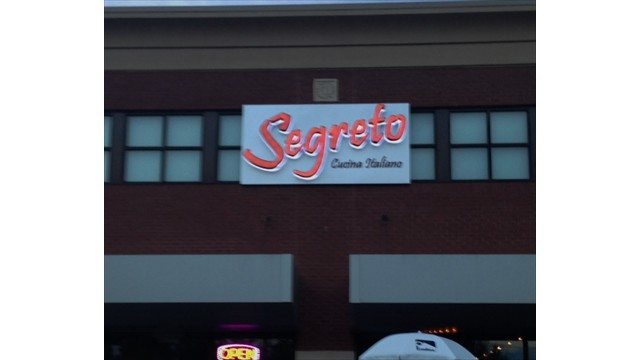 Segreto
Cucina Italiana
OPEN